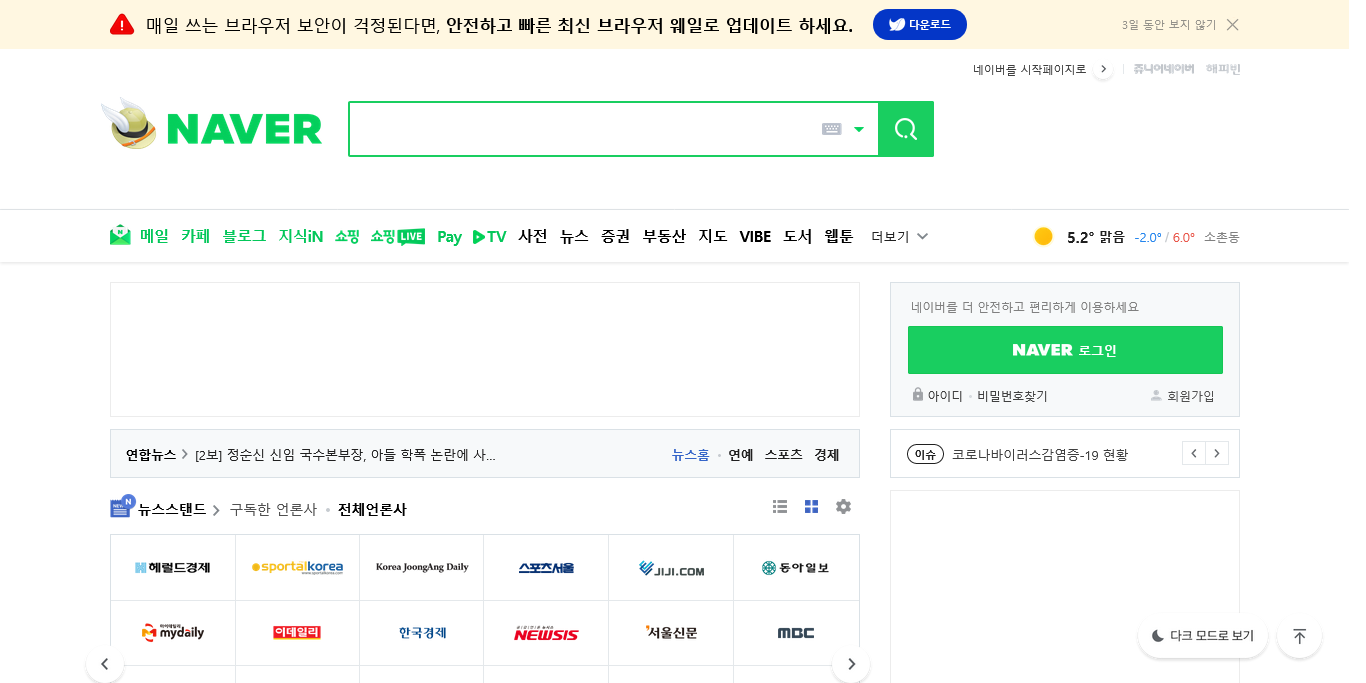 매일 쓰는 브라우저 보안이 걱정된다면, 안전하고 빠른 최신 브라우저 웨일로 업데이트 하세요. 다운로드 3일 동안 보지 않기
네이버를 시작페이지로 쥬니어네이버 해피빈
NAVER
메일 카페 블로그 지식iN 쇼핑 쇼핑LIVE Pay TV 사전 뉴스 증권 부동산 지도 VIBE 도서 웹툰 더보기 5.2° 맑음 -2.0° / 6.0° 소촌동
네이버를 더 안전하고 편리하게 이용하세요
NAVER 로그인
아이디 · 비밀번호찾기 회원가입
연합뉴스 > [2보] 정순신 신임 국수본부장, 아들 학폭 논란에 사... 뉴스홈 · 연예 스포츠 경제
이슈 코로나바이러스감염증-19 현황
뉴스스탠드 > 구독한 언론사 · 전체언론사
헤럴드경제 sportalkorea Korea JoongAng Daily 스포츠서울 JIJI.COM 동아일보
mydaily 이데일리 한국경제 NEWSIS 서울신문 MBC
다크 모드로 보기